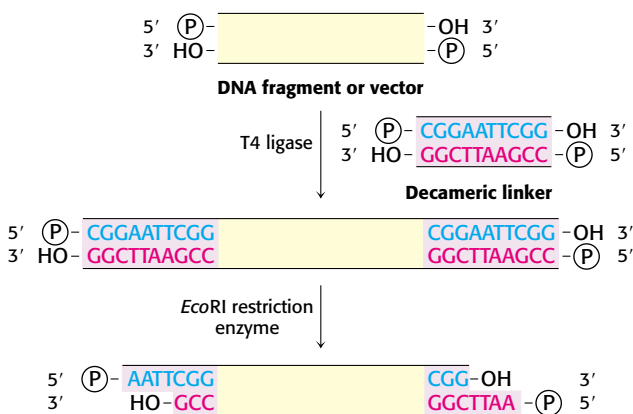 5′ P - - OH 3′
3′ HO - - P 5′
DNA fragment or vector
T4 ligase
5′ P - CGGAATTCGG - OH 3′
3′ HO - GGCTTAAGCC - P 5′
Decameric linker
5′ P - CGGAATTCGG CGGAATTCGG - OH 3′
3′ HO - GGCTTAAGCC GGCTTAAGCC - P 5′
EcoRI restriction
enzyme
5′ P - AATTCGG CGG - OH 3′
3′ HO - GCC GGCTTAA - P 5′